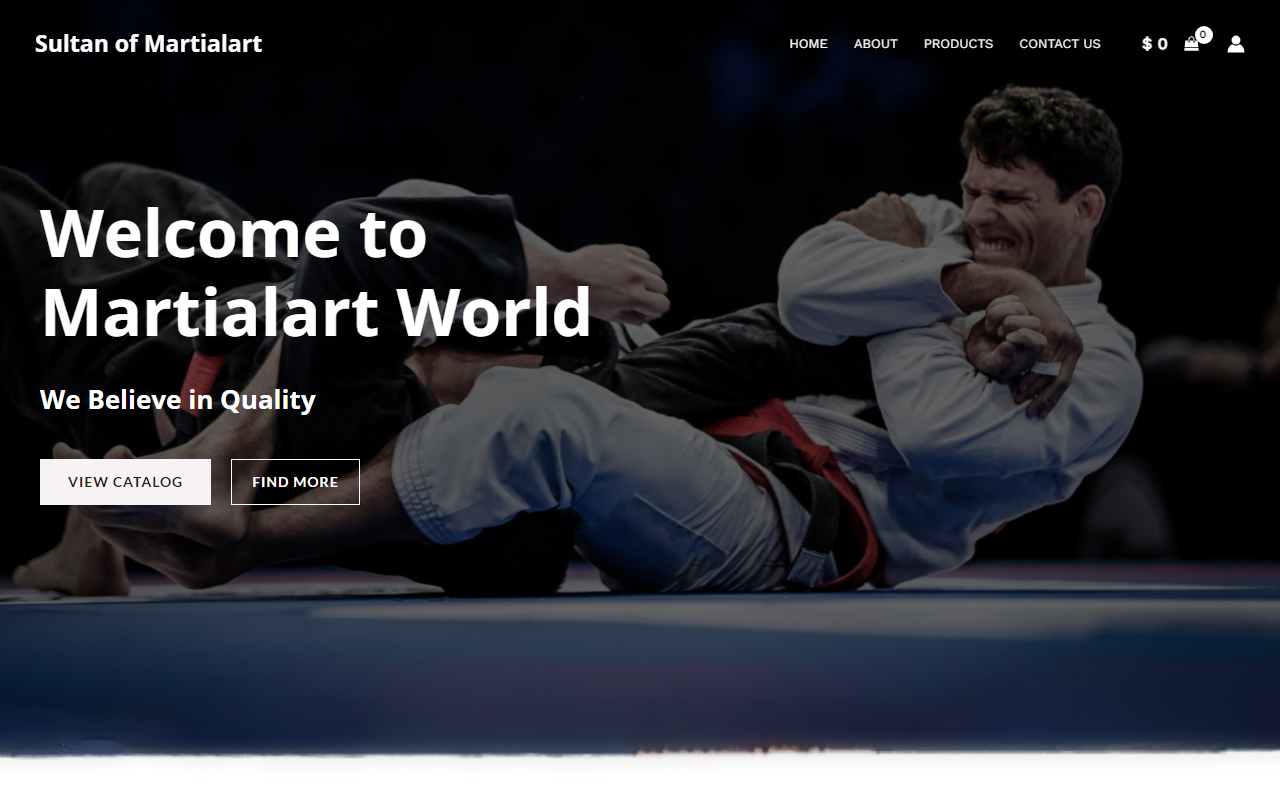 Sultan of Martialart
HOME ABOUT PRODUCTS CONTACT US $ 0 0
Welcome to
Martialart World
We Believe in Quality
VIEW CATALOG FIND MORE